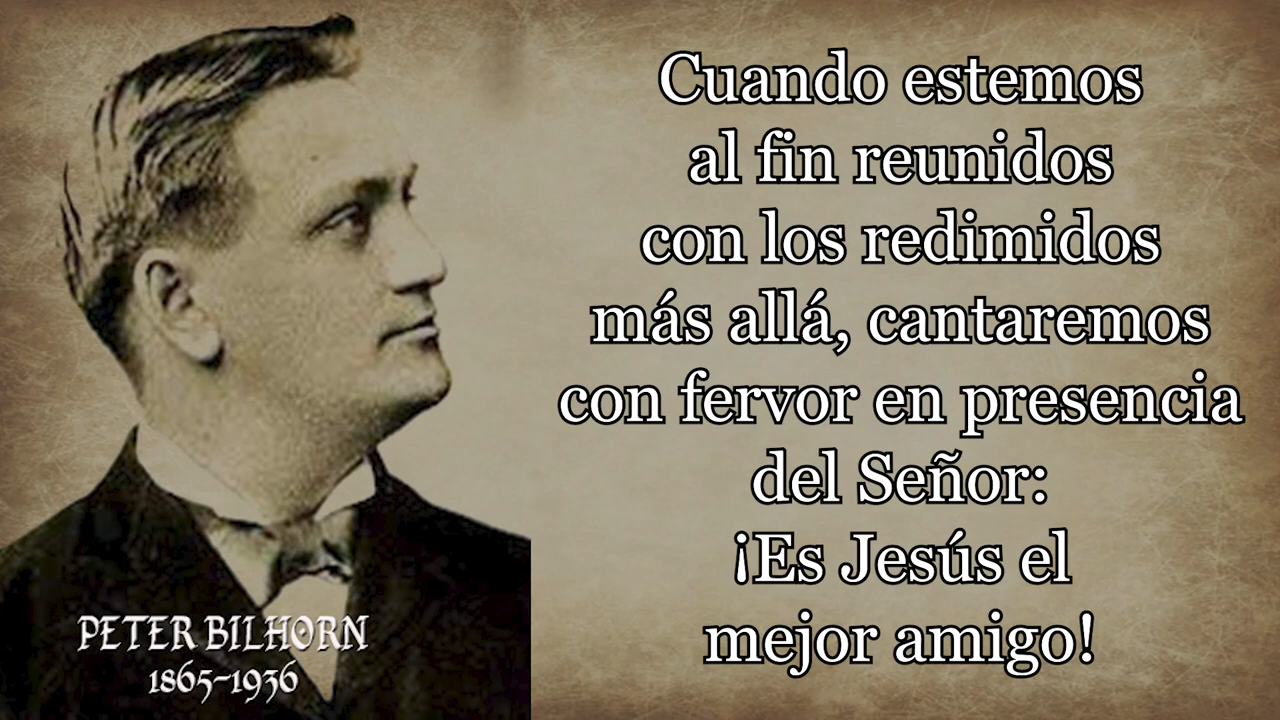 Cuando estemos
al fin reunidos
con los redimidos
más allá, cantaremos
con fervor en presencia
del Señor:
¡Es Jesús el
mejor amigo!
PETER BILHORN
1865-1936